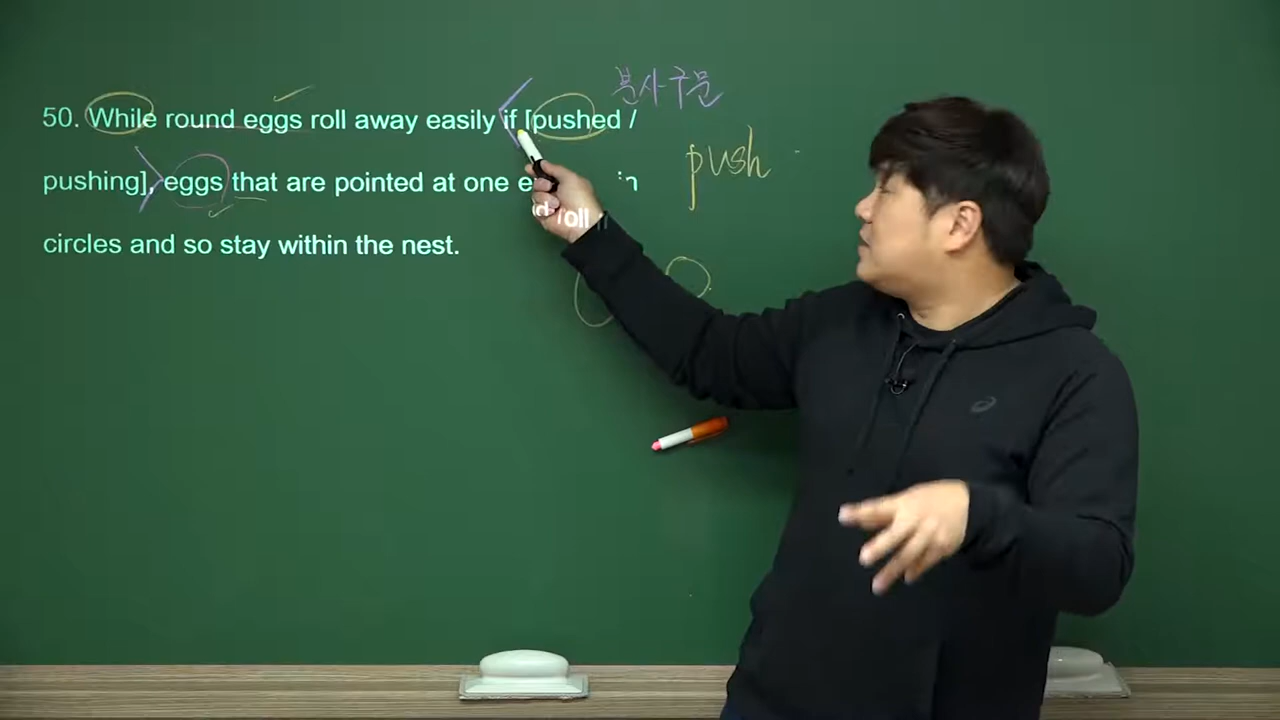 50. While round eggs roll away easily if [pushed /
pushing], eggs that are pointed at one
circles and so stay within the nest.
분사구문
push